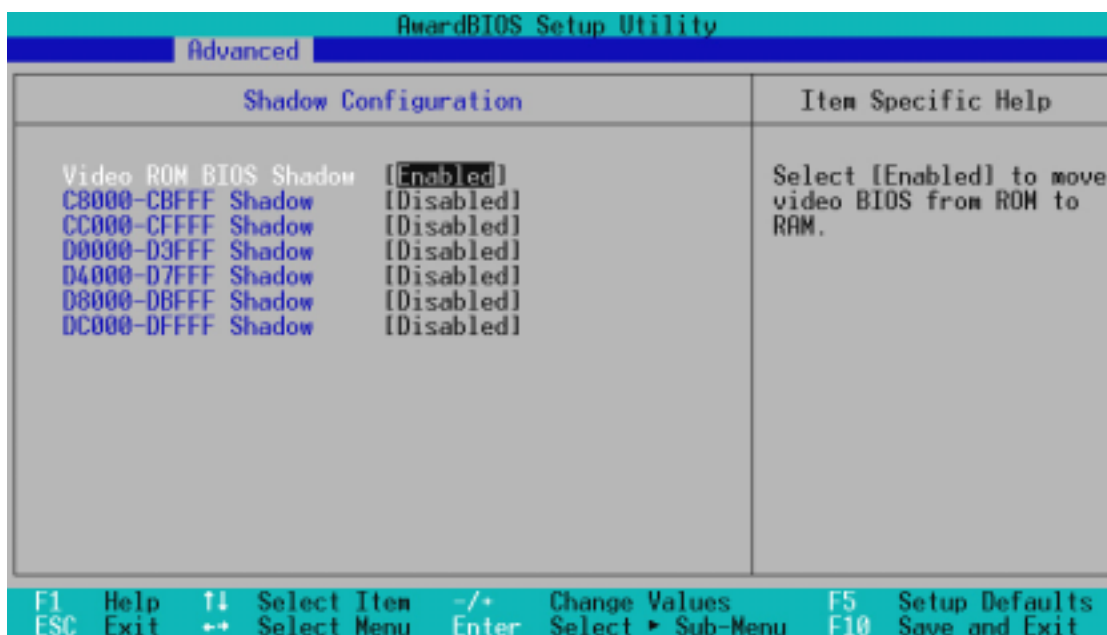 AwardBIOS Setup Utility
Advanced
Shadow Configuration
Item Specific Help
Video ROM BIOS Shadow [Enabled]
C8000-CBFFF Shadow [Disabled]
CC000-CFFFF Shadow [Disabled]
D0000-D3FFF Shadow [Disabled]
D4000-D7FFF Shadow [Disabled]
D8000-DBFFF Shadow [Disabled]
DC000-DFFFF Shadow [Disabled]
Select [Enabled] to move
video BIOS from ROM to
RAM.
F1 Help ↑↓ Select Item -/+ Change Values F5 Setup Defaults
ESC Exit ←→ Select Menu Enter Select ► Sub-Menu F10 Save and Exit